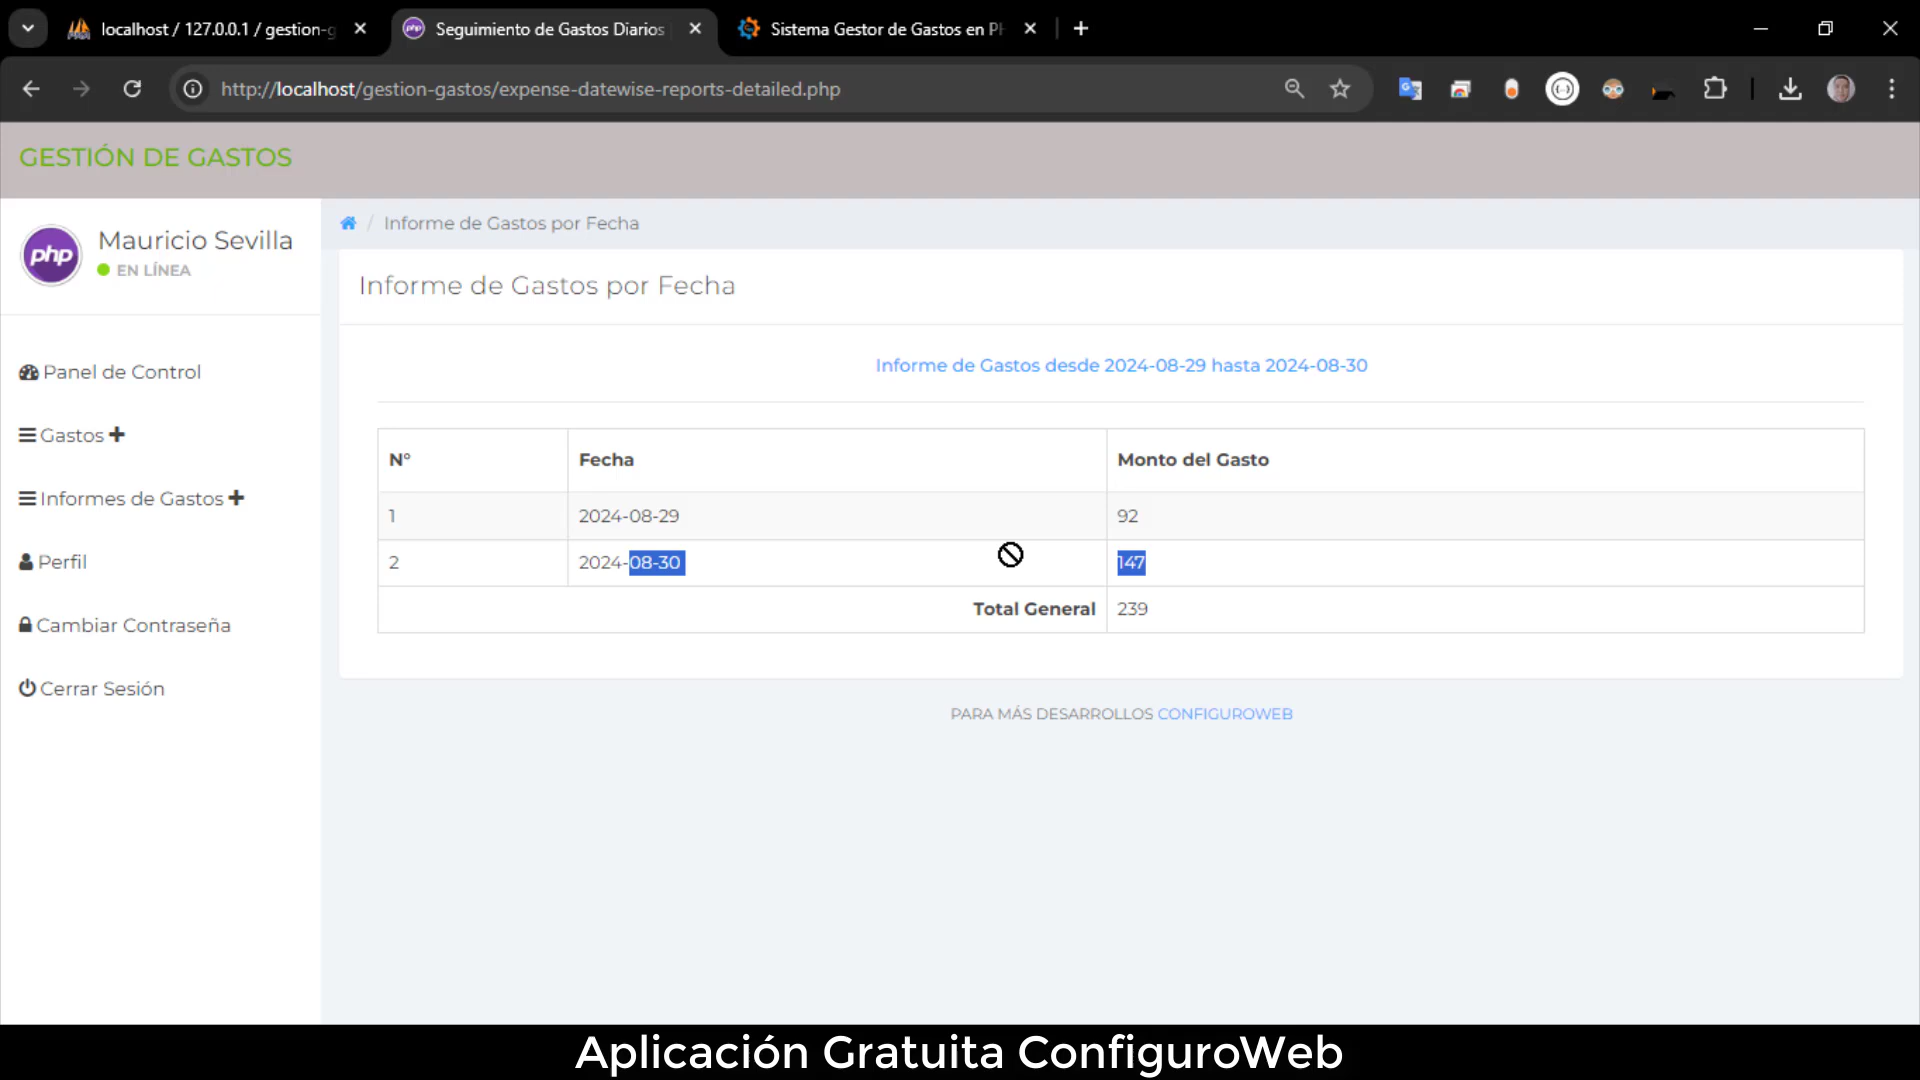 localhost / 127.0.0.1 / gestion-g
Seguimiento de Gastos Diarios
Sistema Gestor de Gastos en PH
http://localhost/gestion-gastos/expense-datewise-reports-detailed.php
GESTIÓN DE GASTOS
php
Mauricio Sevilla
EN LÍNEA
Panel de Control
Gastos
Informes de Gastos
Perfil
Cambiar Contraseña
Cerrar Sesión
/ Informe de Gastos por Fecha
Informe de Gastos por Fecha
Informe de Gastos desde 2024-08-29 hasta 2024-08-30
N° Fecha Monto del Gasto
1 2024-08-29 92
2 2024-08-30 147
Total General 239
PARA MÁS DESARROLLOS CONFIGUROWEB
Aplicación Gratuita ConfiguroWeb